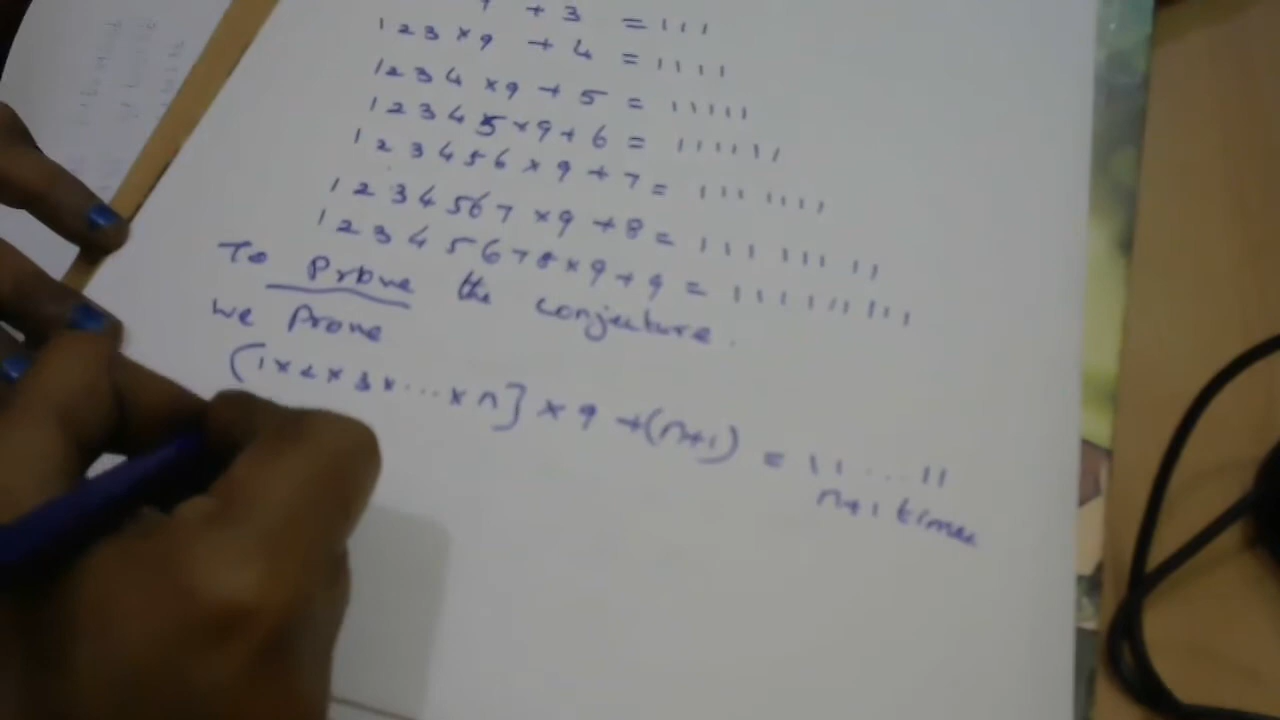 + 3 = 111
123 × 9 + 4 = 1111
1234 × 9 + 5 = 11111
12345 × 9 + 6 = 111111
123456 × 9 + 7 = 1111111
1234567 × 9 + 8 = 11111111
12345678 × 9 + 9 = 111111111
To Prove the conjecture.
We Prove
(1 × 2 × 3 × ... × n] × 9 + (n+1) = 11...11
n+1 times